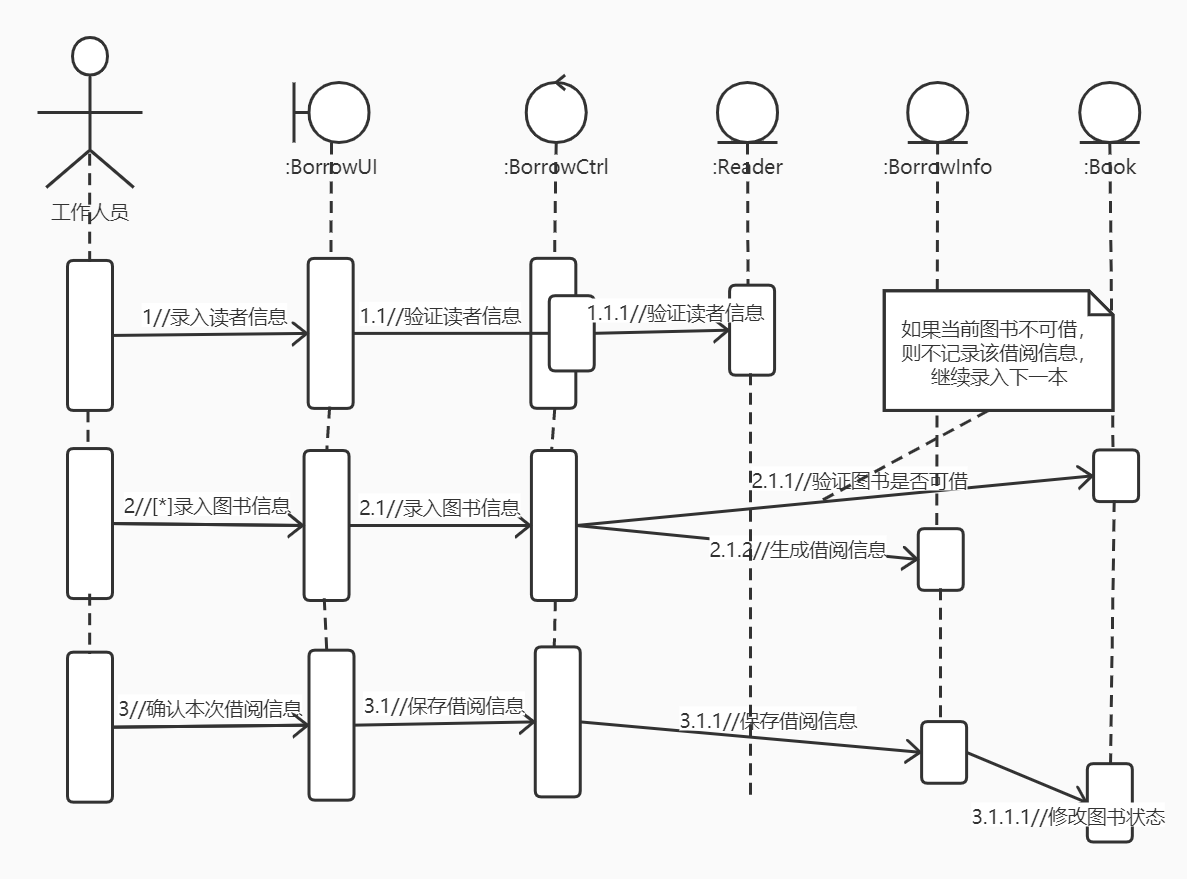 :BorrowUI
:BorrowCtrl
:Reader
:BorrowInfo
:Book
工作人员
1//录入读者信息
1.1//验证读者信息
1.1.1//验证读者信息
如果当前图书不可借,
则不记录该借阅信息,
继续录入下一本
2//[*]录入图书信息
2.1//录入图书信息
2.1.1//验证图书是否可借
2.1.2//生成借阅信息
3//确认本次借阅信息
3.1//保存借阅信息
3.1.1//保存借阅信息
3.1.1.1//修改图书状态